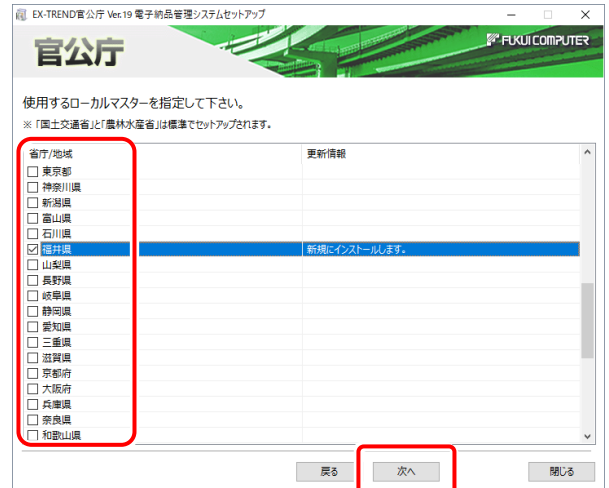 EX-TREND官公庁 Ver.19 電子納品管理システムセットアップ
官公庁
FUKUI COMPUTER
使用するローカルマスターを指定して下さい。
※ 「国土交通省」と「農林水産省」は標準でセットアップされます。
省庁/地域 更新情報
東京都
神奈川県
新潟県
富山県
石川県
福井県 新規にインストールします。
山梨県
長野県
岐阜県
静岡県
愛知県
三重県
滋賀県
京都府
大阪府
兵庫県
奈良県
和歌山県
戻る 次へ 閉じる